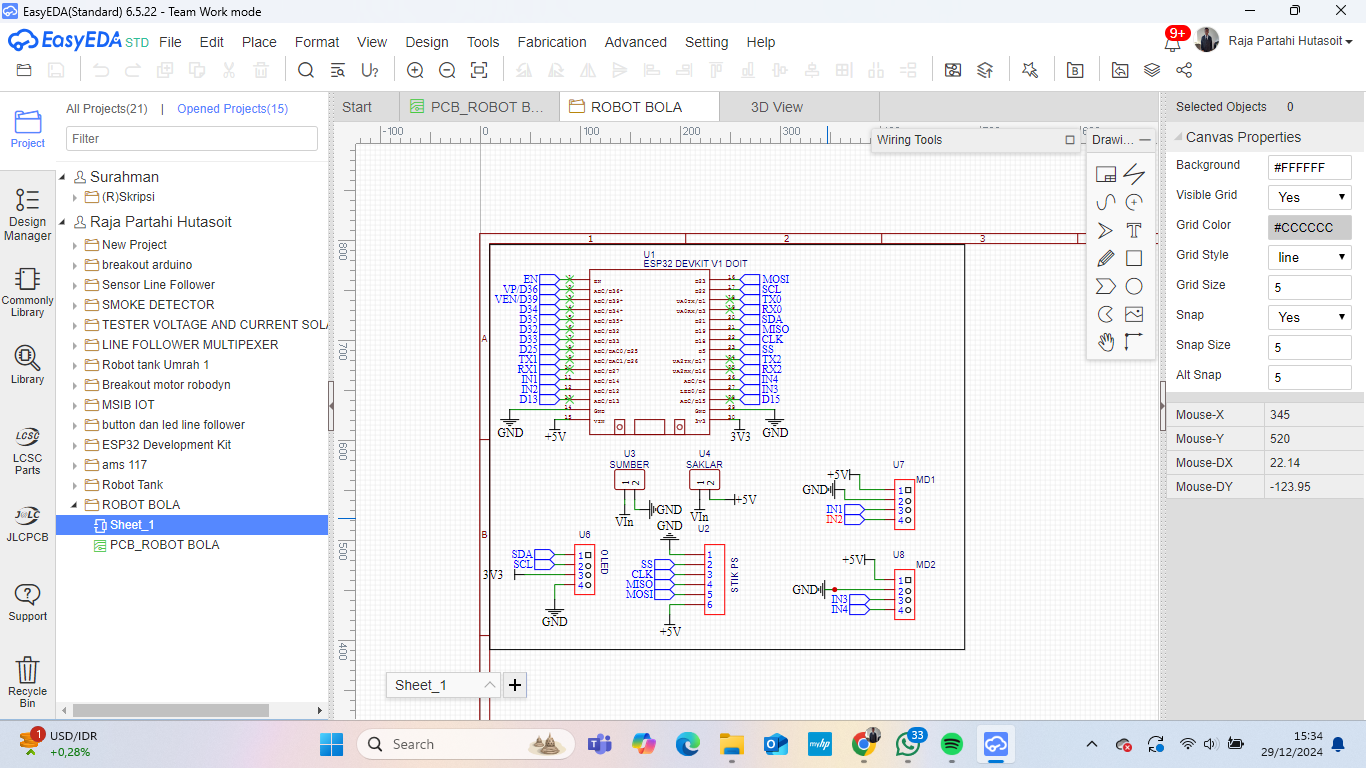 EasyEDA(Standard) 6.5.22 - Team Work mode
EasyEDA STD File Edit Place Format View Design Tools Fabrication Advanced Setting Help 9+ Raja Partahi Hutasoit
All Projects(21) | Opened Projects(15)
Filter
Project
Design
Manager
Commonly
Library
Library
LCSC
LCSC
Parts
JLCPCB
Support
Recycle
Bin
Surahman
(R)Skripsi
Raja Partahi Hutasoit
New Project
breakout arduino
Sensor Line Follower
SMOKE DETECTOR
TESTER VOLTAGE AND CURRENT SOLA
LINE FOLLOWER MULTIPEXER
Robot tank Umrah 1
Breakout motor robodyn
MSIB IOT
button dan led line follower
ESP32 Development Kit
ams 117
Robot Tank
ROBOT BOLA
Sheet_1
PCB_ROBOT BOLA
Start PCB_ROBOT B... ROBOT BOLA 3D View
-100 0 100 200 300
800
700
600
500
400
Wiring Tools
Drawi...
1 2 3
A
B
U1
ESP32 DEVKIT V1 DOIT
EN
VP/D36
VEN/D39
D34
D35
D32
D33
D25
TX1
RX1
IN1
IN2
D13
GND
+5V
MOSI
SCL
TX0
RX0
SDA
MISO
CLK
SS
TX2
RX2
IN4
IN3
D15
3V3
GND
U3
SUMBER
1 2
VIn
GND
U4
SAKLAR
1 2
VIn
+5V
U6
OLED
SDA 1
SCL 2
3V3 3
4
GND
GND
U2
STIK PS
1
SS 2
CLK 3
MISO 4
MOSI 5
6
+5V
U7
MD1
+5V 1
GND 2
IN1 3
IN2 4
U8
MD2
+5V 1
GND 2
IN3 3
IN4 4
Sheet_1
Selected Objects 0
Canvas Properties
Background #FFFFFF
Visible Grid Yes
Grid Color #CCCCCC
Grid Style line
Grid Size 5
Snap Yes
Snap Size 5
Alt Snap 5
Mouse-X 345
Mouse-Y 520
Mouse-DX 22.14
Mouse-DY -123.95
1 USD/IDR
+0,28%
Search
33
15:34
29/12/2024